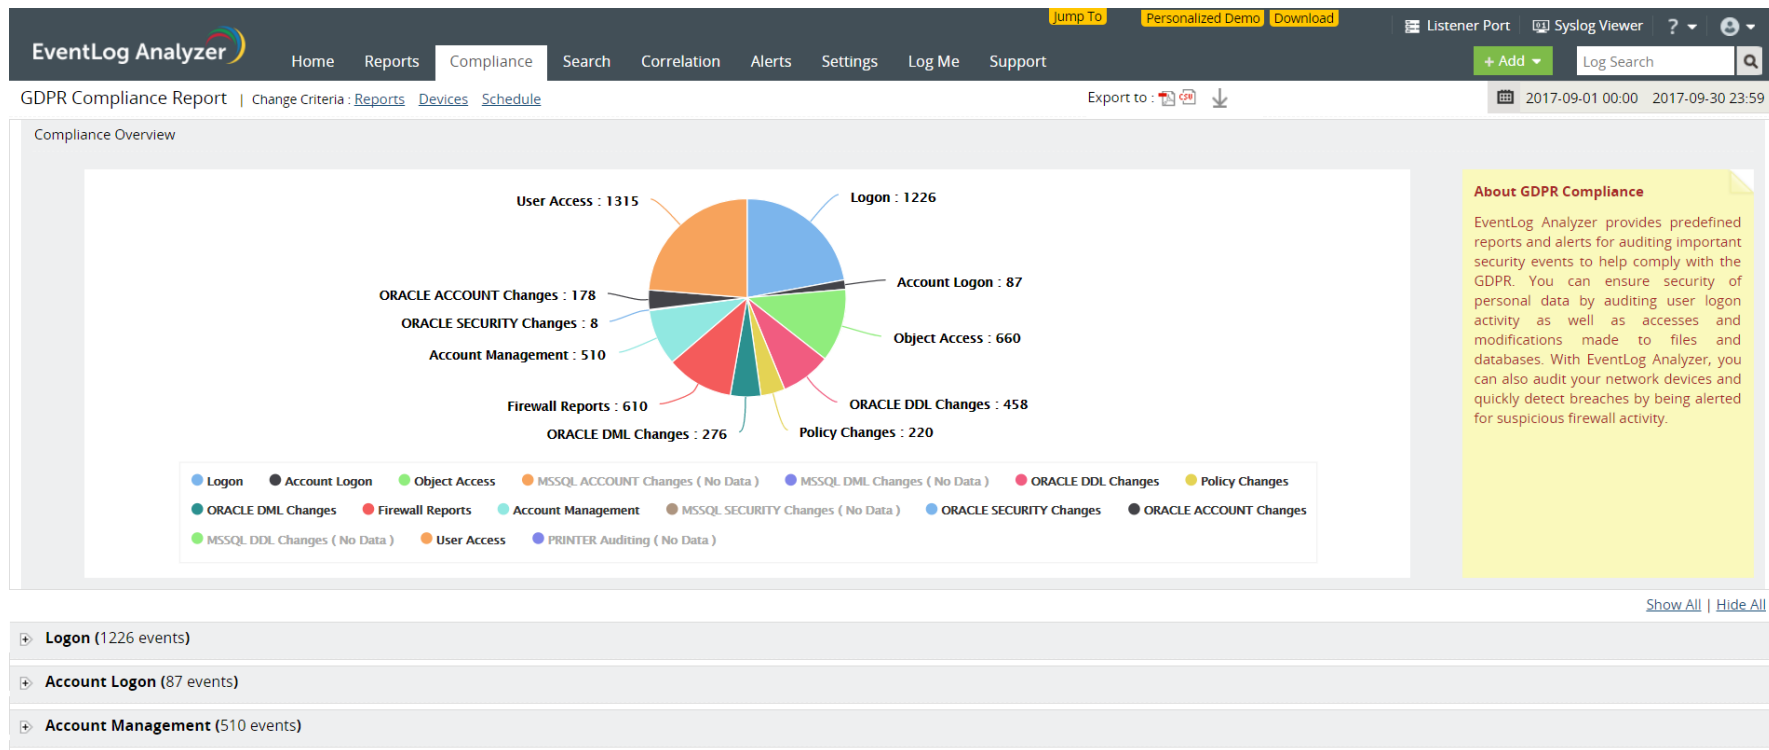 Jump To Personalized Demo Download
Listener Port Syslog Viewer ?
EventLog Analyzer
Home Reports Compliance Search Correlation Alerts Settings Log Me Support
+ Add Log Search
GDPR Compliance Report | Change Criteria : Reports Devices Schedule
Export to : CSV
2017-09-01 00:00 2017-09-30 23:59
Compliance Overview
User Access : 1315
Logon : 1226
Account Logon : 87
ORACLE ACCOUNT Changes : 178
ORACLE SECURITY Changes : 8
Object Access : 660
Account Management : 510
Firewall Reports : 610
ORACLE DDL Changes : 458
ORACLE DML Changes : 276
Policy Changes : 220
Logon Account Logon Object Access MSSQL ACCOUNT Changes ( No Data ) MSSQL DML Changes ( No Data ) ORACLE DDL Changes Policy Changes
ORACLE DML Changes Firewall Reports Account Management MSSQL SECURITY Changes ( No Data ) ORACLE SECURITY Changes ORACLE ACCOUNT Changes
MSSQL DDL Changes ( No Data ) User Access PRINTER Auditing ( No Data )
About GDPR Compliance
EventLog Analyzer provides predefined
reports and alerts for auditing important
security events to help comply with the
GDPR. You can ensure security of
personal data by auditing user logon
activity as well as accesses and
modifications made to files and
databases. With EventLog Analyzer, you
can also audit your network devices and
quickly detect breaches by being alerted
for suspicious firewall activity.
Show All | Hide All
Logon (1226 events)
Account Logon (87 events)
Account Management (510 events)